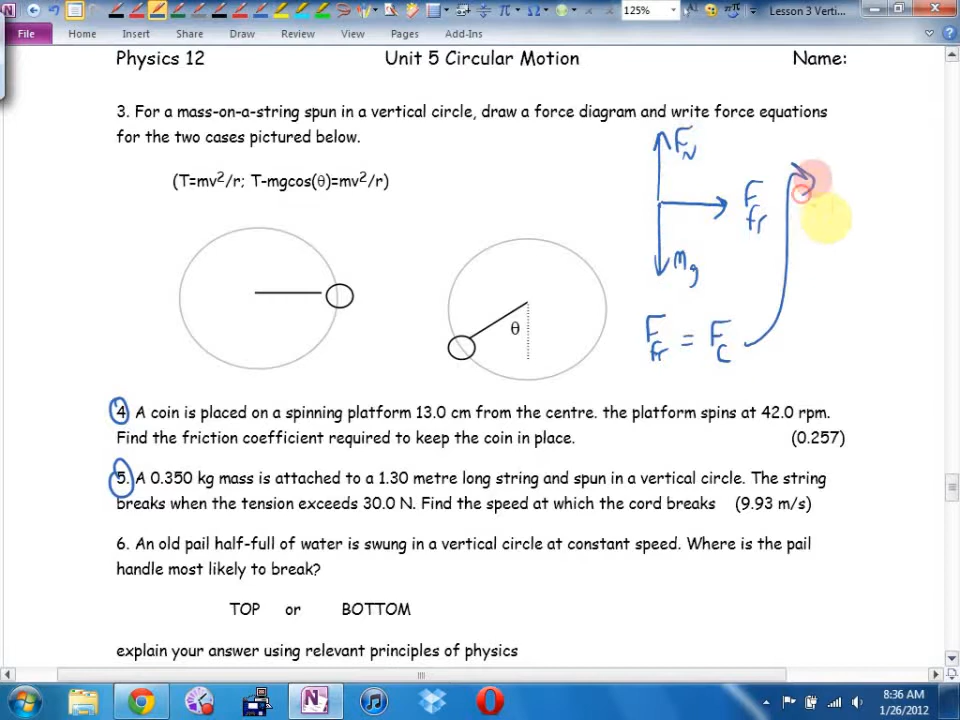 125%
Lesson 3 Verti...
File Home Insert Share Draw Review View Pages Add-Ins
Physics 12 Unit 5 Circular Motion Name:
3. For a mass-on-a-string spun in a vertical circle, draw a force diagram and write force equations
for the two cases pictured below.
(T=mv²/r; T-mgcos(θ)=mv²/r)
F_N
F_fr
mg
θ
F_fr = F_C
4. A coin is placed on a spinning platform 13.0 cm from the centre. the platform spins at 42.0 rpm.
Find the friction coefficient required to keep the coin in place. (0.257)
5. A 0.350 kg mass is attached to a 1.30 metre long string and spun in a vertical circle. The string
breaks when the tension exceeds 30.0 N. Find the speed at which the cord breaks (9.93 m/s)
6. An old pail half-full of water is swung in a vertical circle at constant speed. Where is the pail
handle most likely to break?
TOP or BOTTOM
explain your answer using relevant principles of physics
8:36 AM
1/26/2012